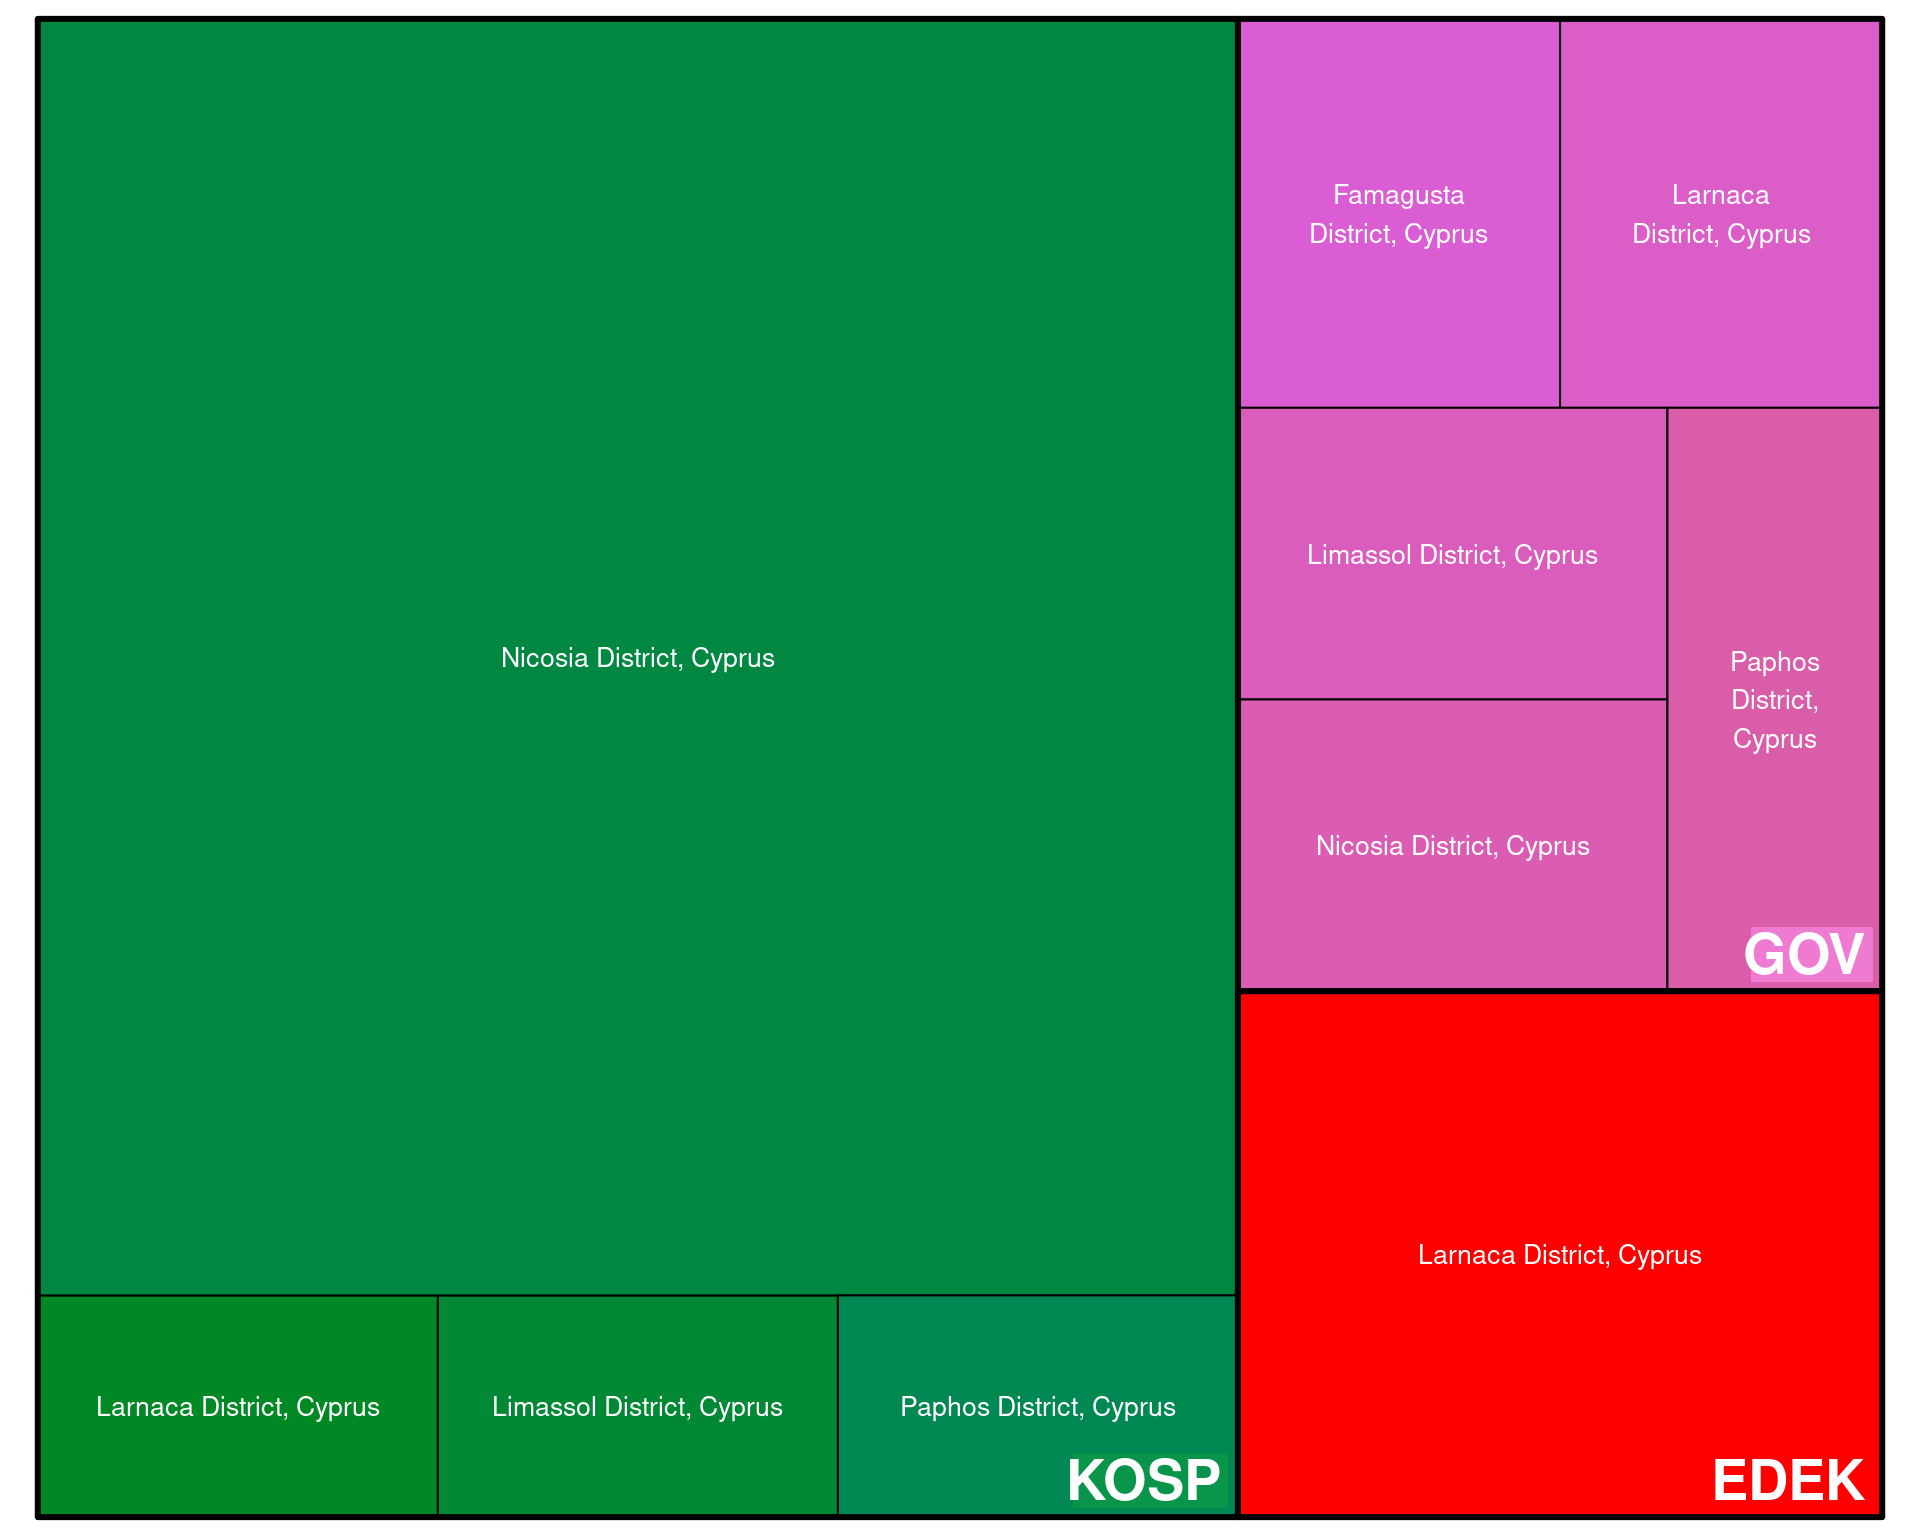 Nicosia District, Cyprus
Larnaca District, Cyprus
Limassol District, Cyprus
Paphos District, Cyprus
KOSP
Famagusta
District, Cyprus
Larnaca
District, Cyprus
Limassol District, Cyprus
Nicosia District, Cyprus
Paphos
District,
Cyprus
GOV
Larnaca District, Cyprus
EDEK